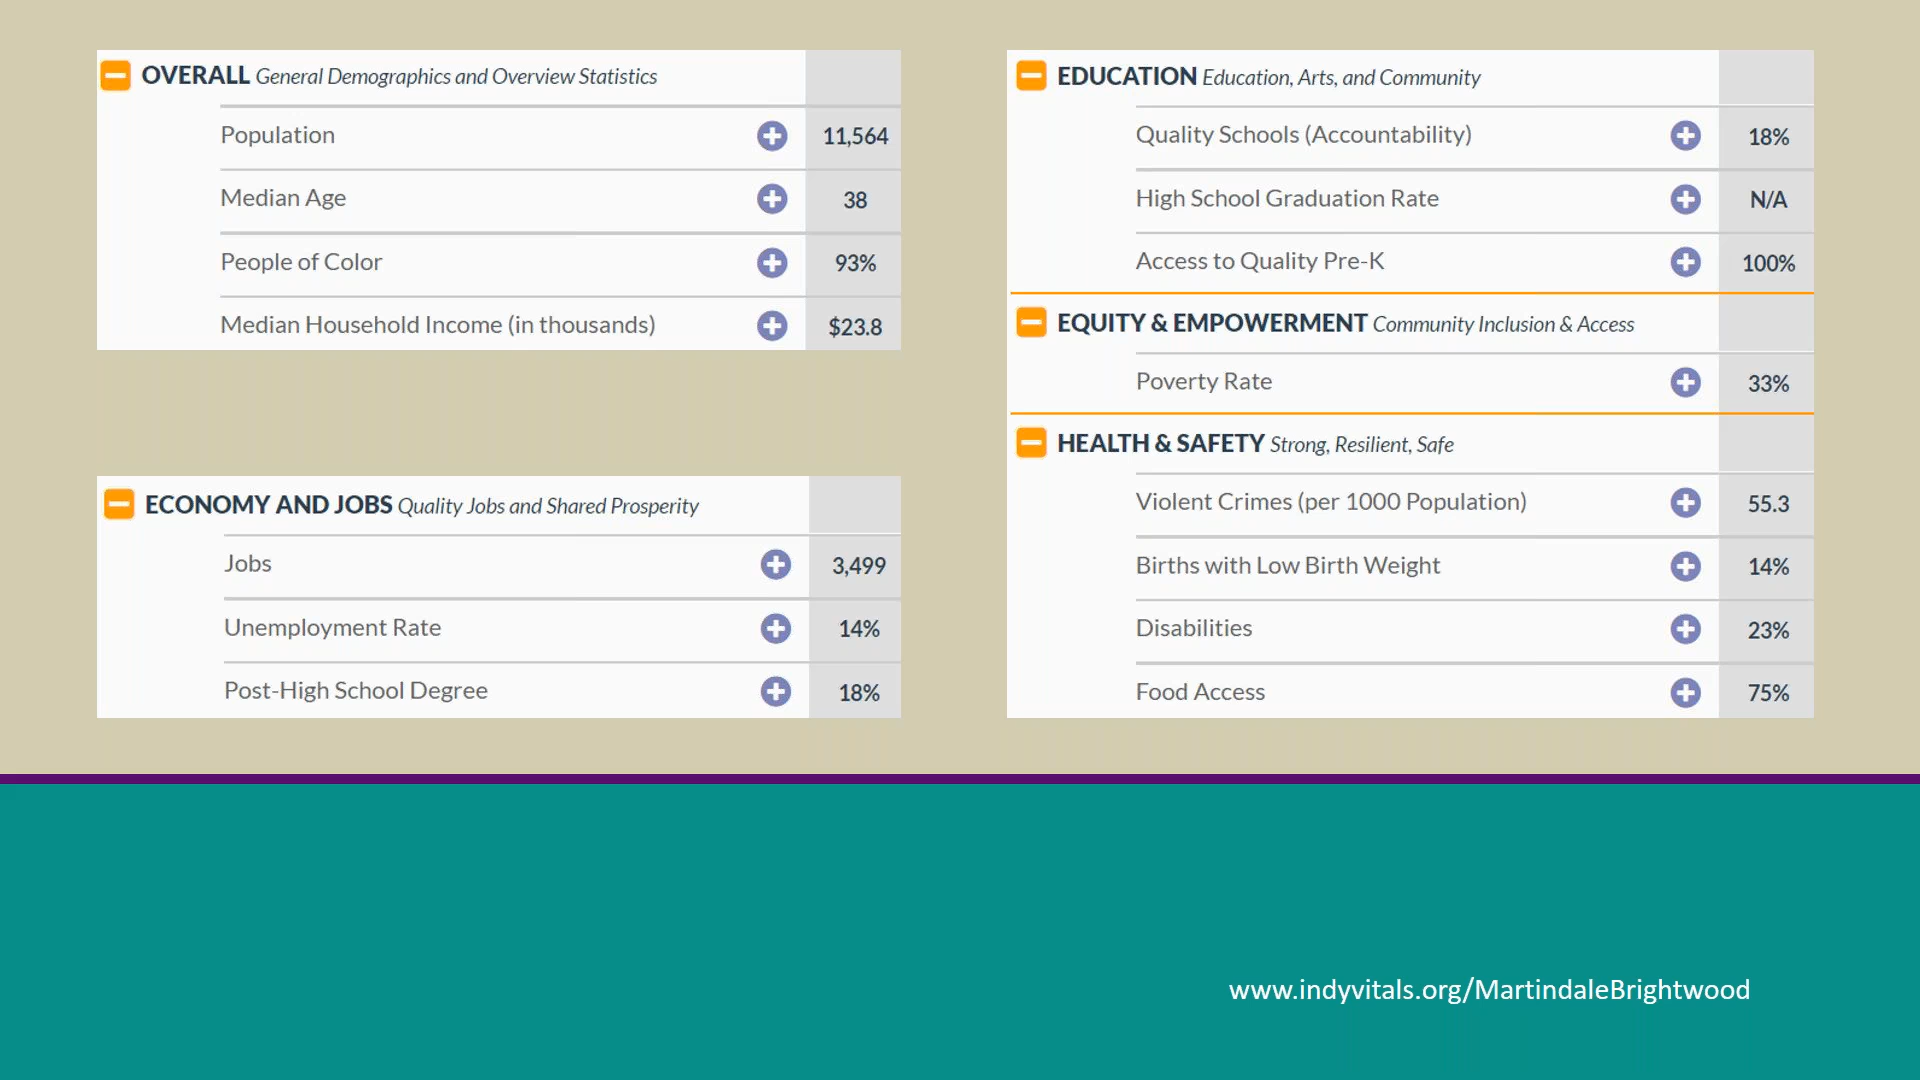 OVERALL General Demographics and Overview Statistics
Population 11,564
Median Age 38
People of Color 93%
Median Household Income (in thousands) $23.8
ECONOMY AND JOBS Quality Jobs and Shared Prosperity
Jobs 3,499
Unemployment Rate 14%
Post-High School Degree 18%
EDUCATION Education, Arts, and Community
Quality Schools (Accountability) 18%
High School Graduation Rate N/A
Access to Quality Pre-K 100%
EQUITY & EMPOWERMENT Community Inclusion & Access
Poverty Rate 33%
HEALTH & SAFETY Strong, Resilient, Safe
Violent Crimes (per 1000 Population) 55.3
Births with Low Birth Weight 14%
Disabilities 23%
Food Access 75%
www.indyvitals.org/MartindaleBrightwood